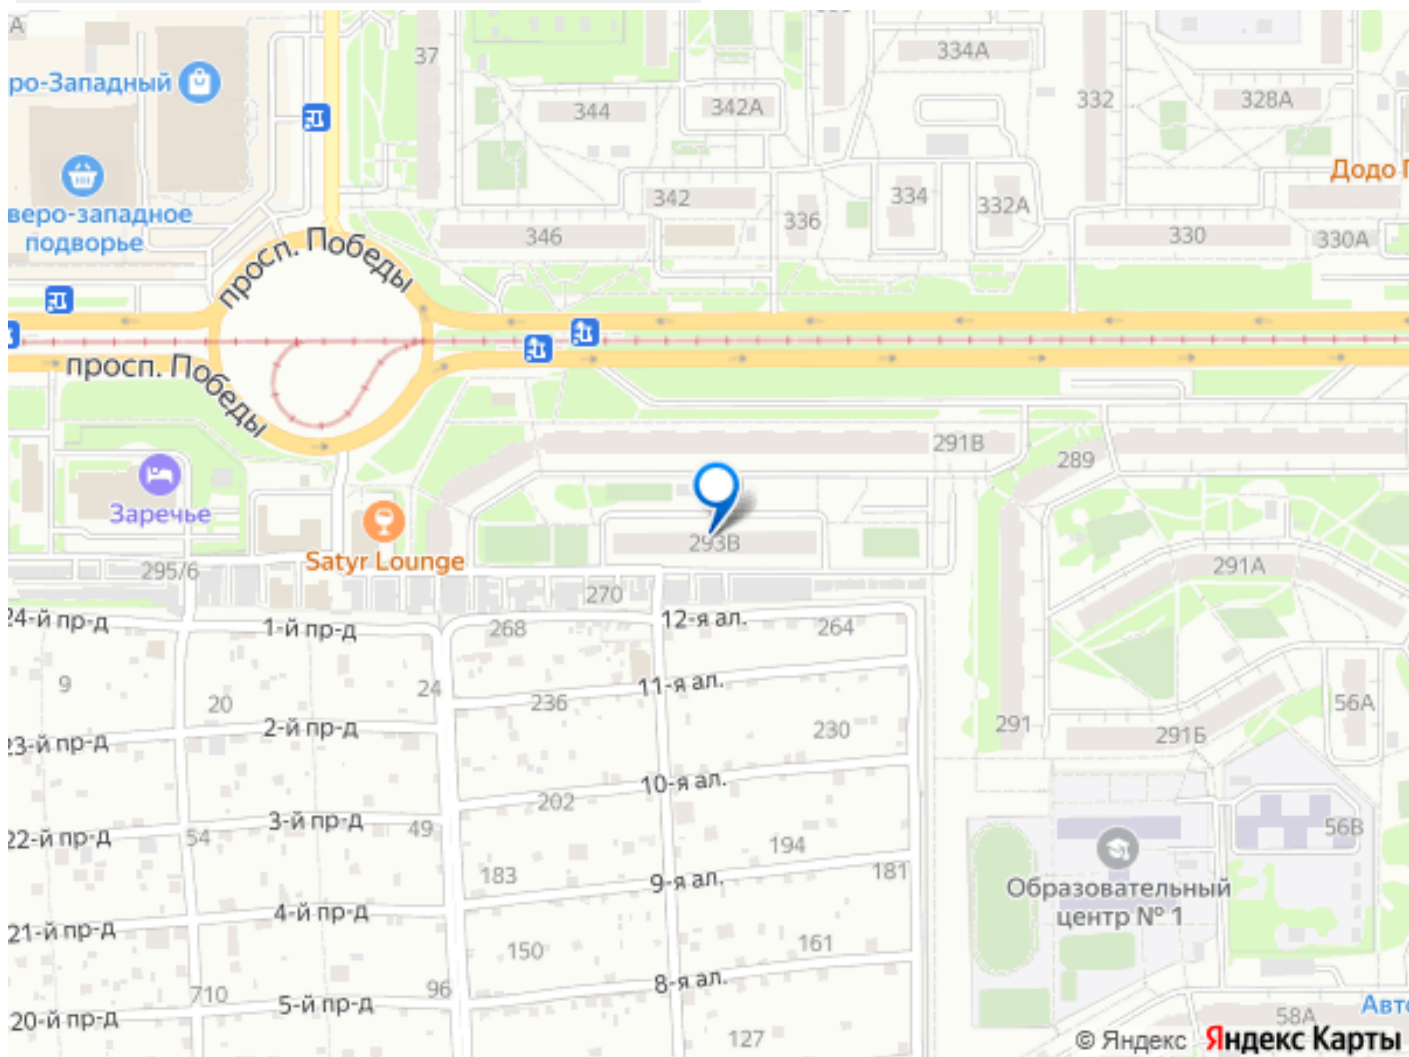 А
ро-Западный
веро-западное
подворье
37
344
342А
334А
332
328А
Додо
342
336
334
332А
346
330
330А
просп. Победы
просп. Победы
291В
289
Заречье
Satyr Lounge
293В
295/6
270
291А
24-й пр-д
1-й пр-д
268
12-я ал.
264
9
20
24
236
11-я ал.
230
291
291Б
56А
23-й пр-д
2-й пр-д
202
10-я ал.
22-й пр-д
54
3-й пр-д
49
183
194
181
9-я ал.
56В
Образовательный
центр № 1
21-й пр-д
4-й пр-д
150
161
8-я ал.
20-й пр-д
710
5-й пр-д
96
127
58А
Авто
© Яндекс Яндекс Карты